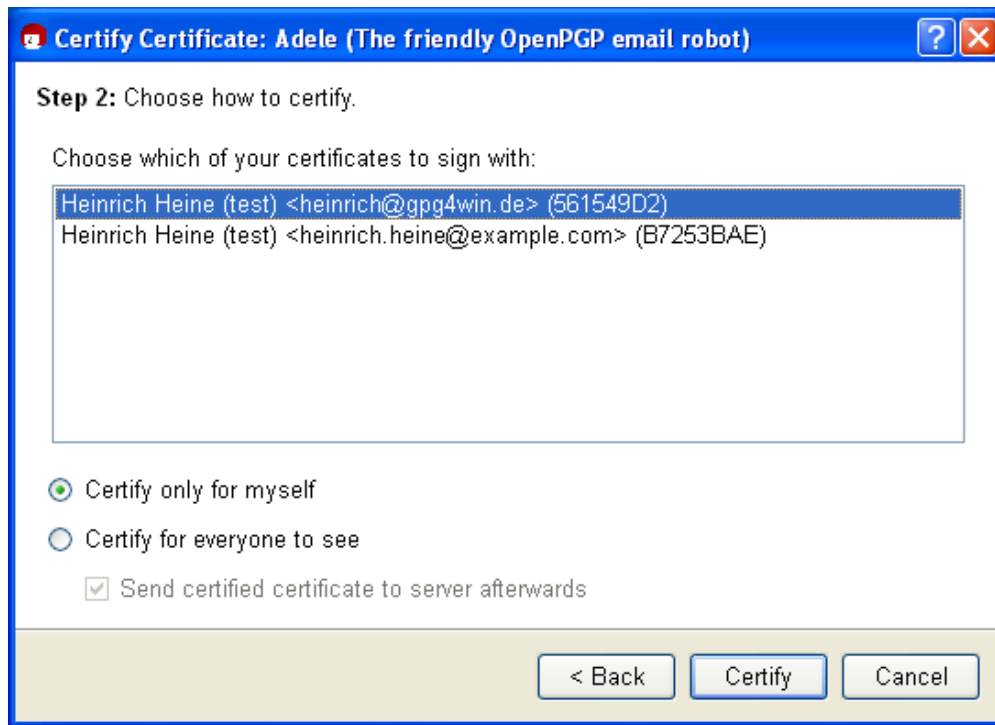 Certify Certificate: Adele (The friendly OpenPGP email robot)
Step 2: Choose how to certify.
Choose which of your certificates to sign with:
Heinrich Heine (test) <heinrich@gpg4win.de> (561549D2)
Heinrich Heine (test) <heinrich.heine@example.com> (B7253BAE)
Certify only for myself
Certify for everyone to see
Send certified certificate to server afterwards
< Back Certify Cancel